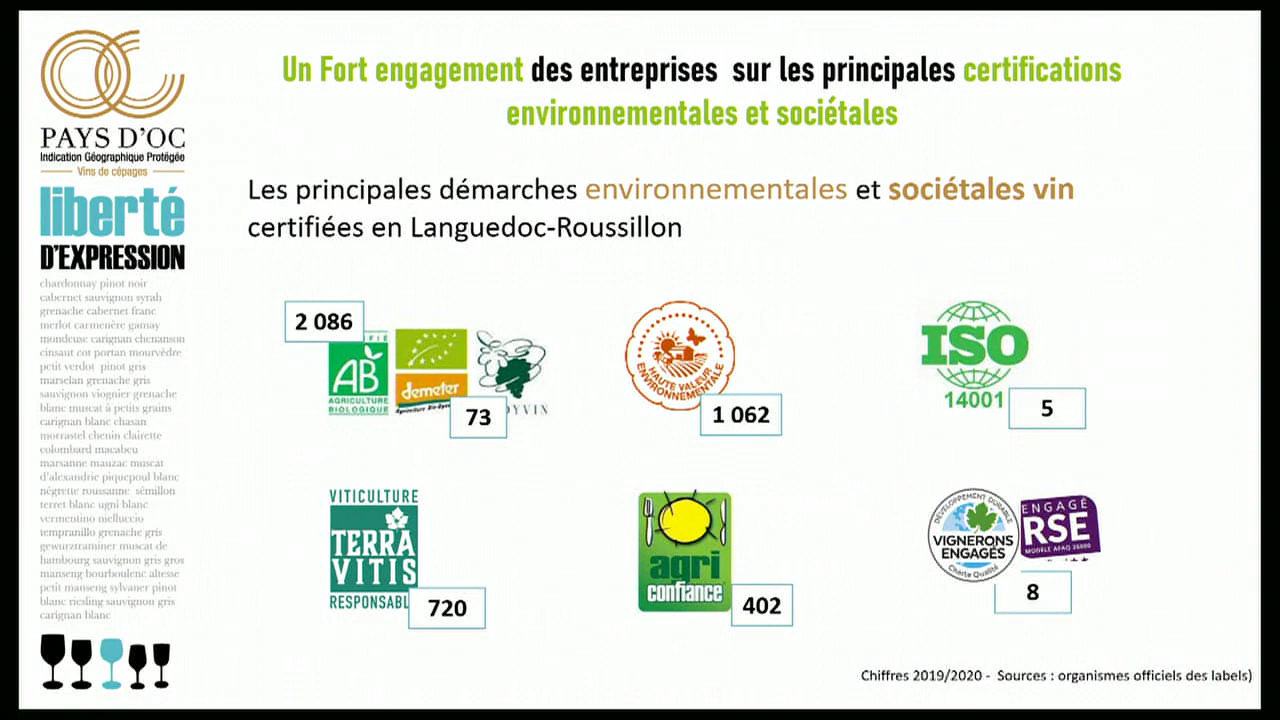 PAYS D'OC
Indication Géographique Protégée
Vins de cépages
liberté
D'EXPRESSION
chardonnay pinot noir
cabernet sauvignon syrah
grenache cabernet franc
merlot carmenère gamay
mondeuse carignan chenanson
cinsaut cot portan mourvèdre
petit verdot pinot gris
marselan grenache gris
sauvignon viognier grenache
blanc muscat à petits grains
carignan blanc chasan
morrastel chenin clairette
colombard macabeu
marsanne mauzac muscat
d'alexandrie piquepoul blanc
négrette roussanne sémillon
terret blanc ugni blanc
vermentino nielluccio
tempranillo grenache gris
gewurztraminer muscat de
hambourg sauvignon gris gros
manseng bourboulenc altesse
petit manseng sylvaner pinot
blanc riesling sauvignon gris
carignan blanc
Un Fort engagement des entreprises sur les principales certifications
environnementales et sociétales
Les principales démarches environnementales et sociétales vin
certifiées en Languedoc-Roussillon
2 086
AB
AGRICULTURE
BIOLOGIQUE
demeter
73
HAUTE VALEUR
ENVIRONNEMENTALE
1 062
ISO
14001
5
VITICULTURE
TERRA
VITIS
720
agri
confiance
402
DÉVELOPPEMENT DURABLE
VIGNERONS
ENGAGÉS
Charte Qualité
ENGAGÉ
RSE
MODÈLE AFAQ 26000
8
Chiffres 2019/2020 - Sources : organismes officiels des labels)